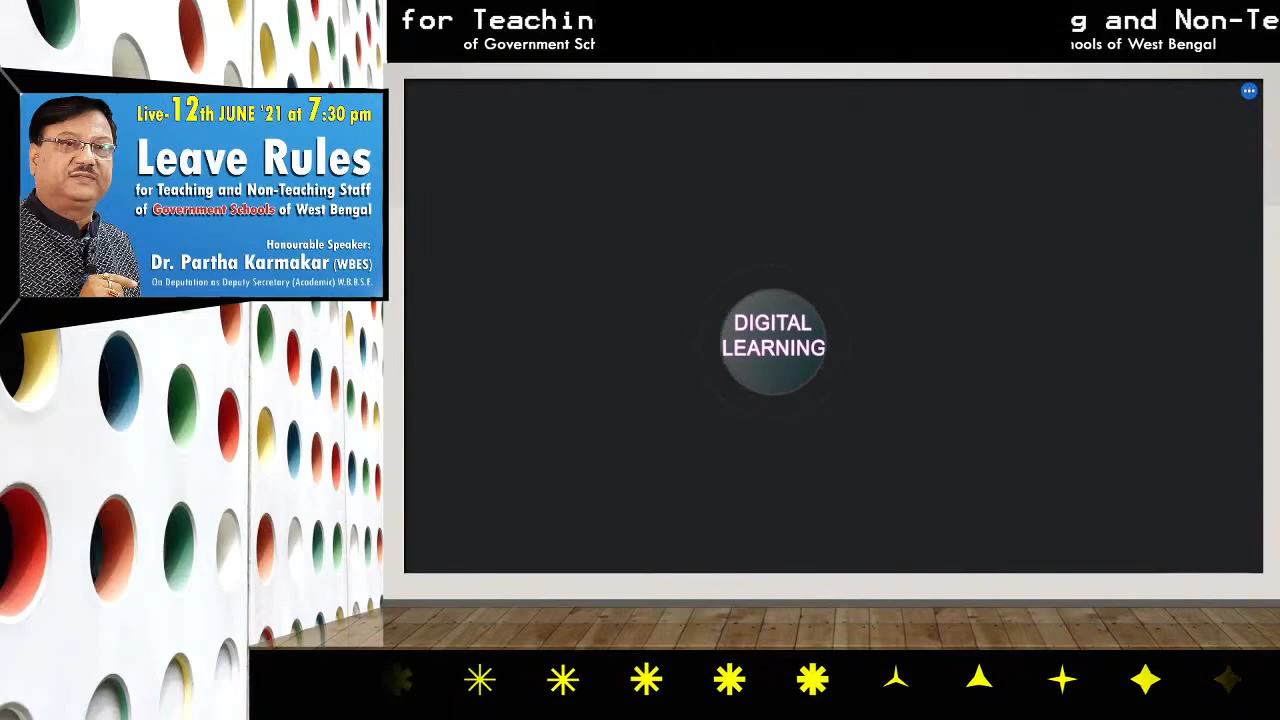 for Teachin g and Non-Te
of Government Sch ools of West Bengal
Live-12th JUNE '21 at 7:30 pm
Leave Rules
for Teaching and Non-Teaching Staff
of Government Schools of West Bengal
Honourable Speaker:
Dr. Partha Karmakar (WBES)
On Deputation as Deputy Secretary (Academic) W.B.B.S.E.
DIGITAL
LEARNING